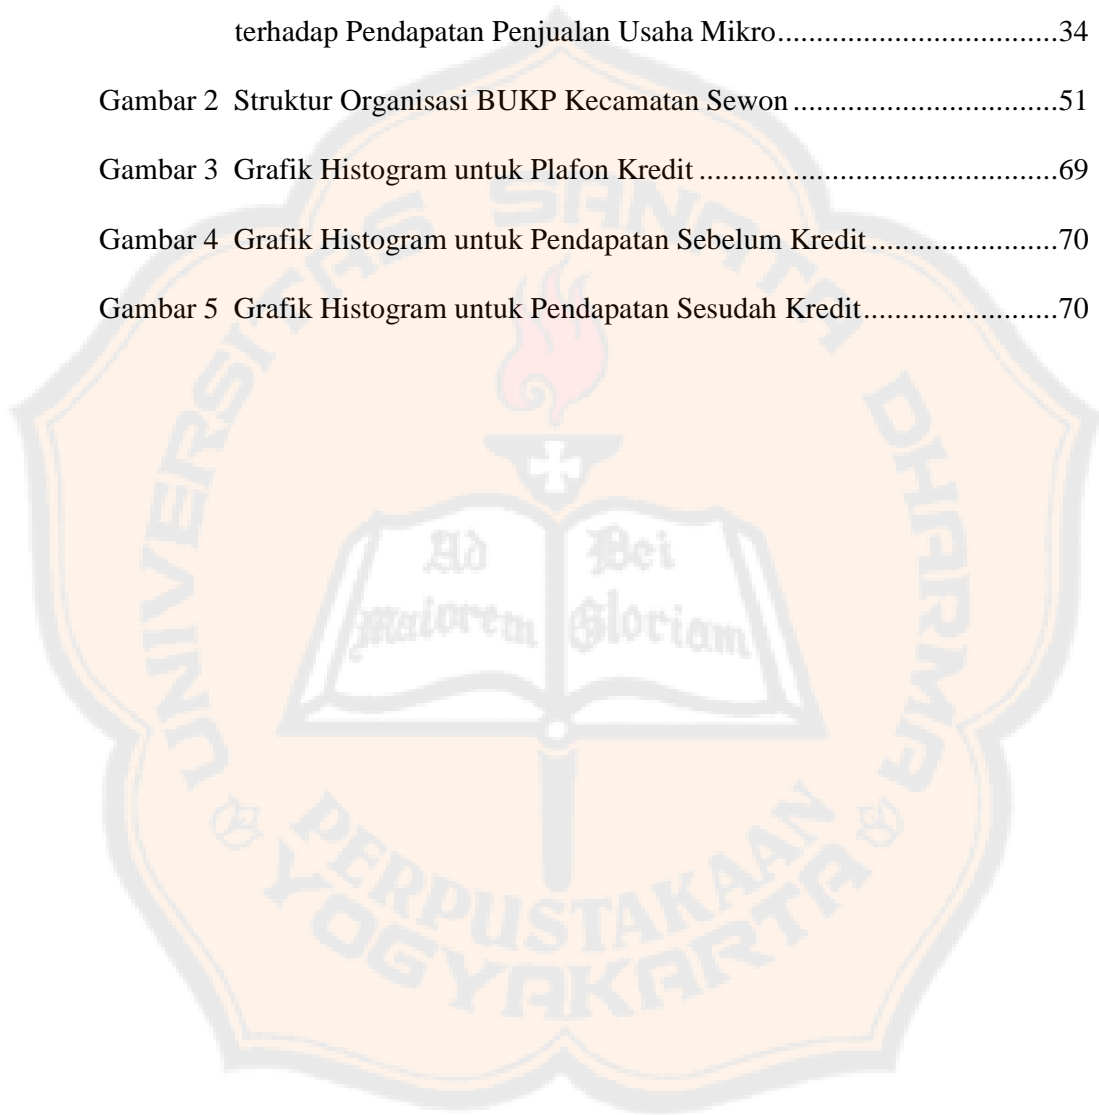 terhadap Pendapatan Penjualan Usaha Mikro....................................34
Gambar 2 Struktur Organisasi BUKP Kecamatan Sewon..................................51
Gambar 3 Grafik Histogram untuk Plafon Kredit..............................................69
Gambar 4 Grafik Histogram untuk Pendapatan Sebelum Kredit........................70
Gambar 5 Grafik Histogram untuk Pendapatan Sesudah Kredit.........................70
UNIVERSITAS SANATA DHARMA
Ad Dei
Maiorem Gloriam
PERPUSTAKAAN
YOGYAKARTA